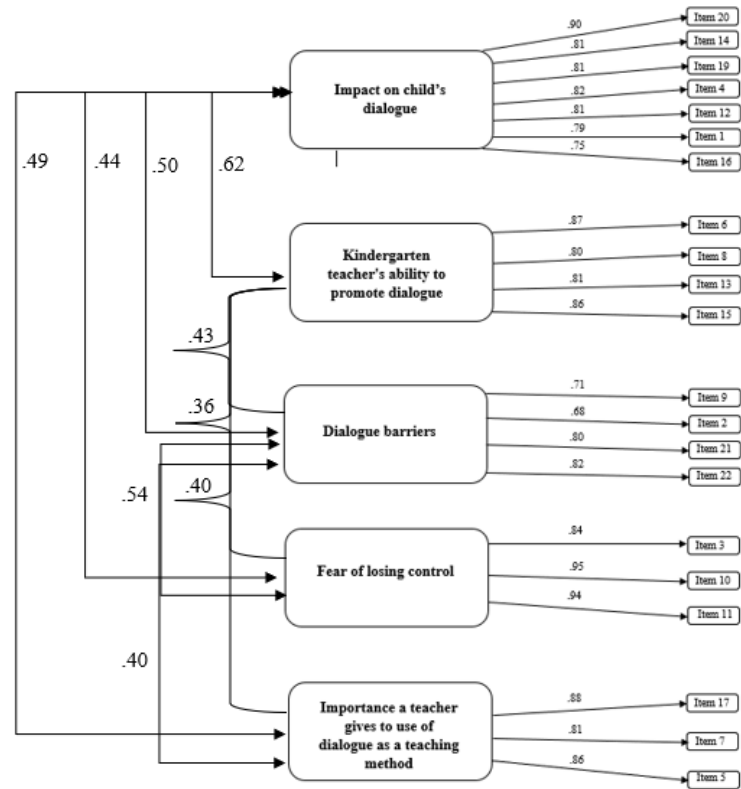 .90
Item 20
.81
Item 14
.81
Item 19
Impact on child's
dialogue
.82
Item 4
.81
Item 12
.79
Item 1
.75
Item 16
.49
.44
.50
.62
Kindergarten
teacher's ability to
promote dialogue
.87
Item 6
.80
Item 8
.81
Item 13
.86
Item 15
.43
.36
Dialogue barriers
.71
Item 9
.68
Item 2
.80
Item 21
.82
Item 22
.54
.40
Fear of losing control
.84
Item 3
.95
Item 10
.94
Item 11
.40
Importance a teacher
gives to use of
dialogue as a teaching
method
.88
Item 17
.81
Item 7
.86
Item 5